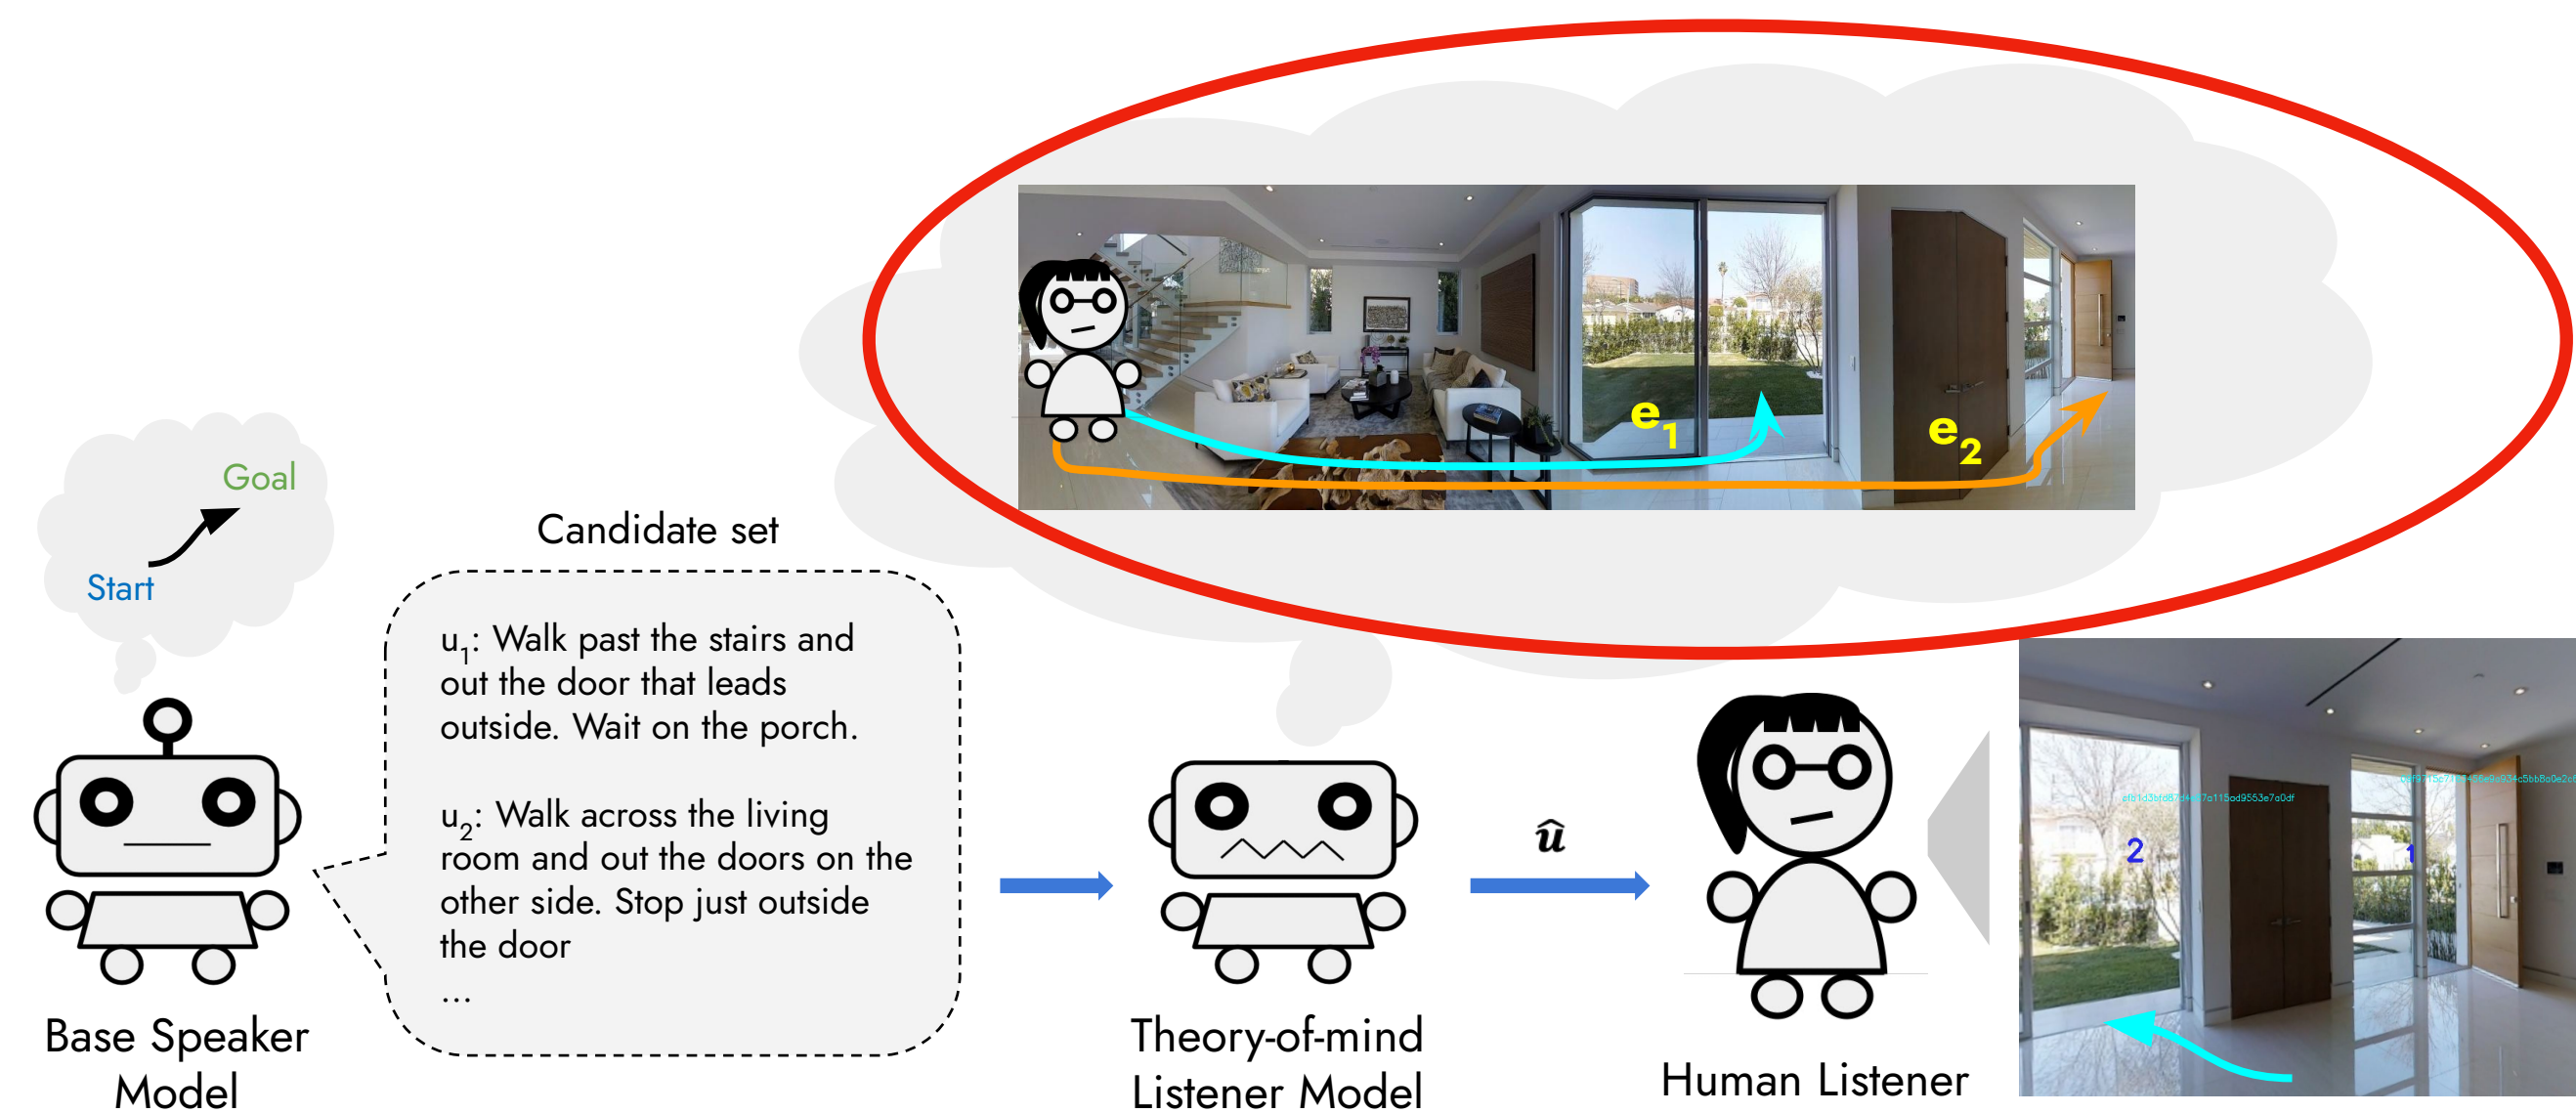 e1
e2
Goal
Start
Candidate set
u1: Walk past the stairs and
out the door that leads
outside. Wait on the porch.
u2: Walk across the living
room and out the doors on the
other side. Stop just outside
the door
...
û
2
1
Base Speaker
Model
Theory-of-mind
Listener Model
Human Listener